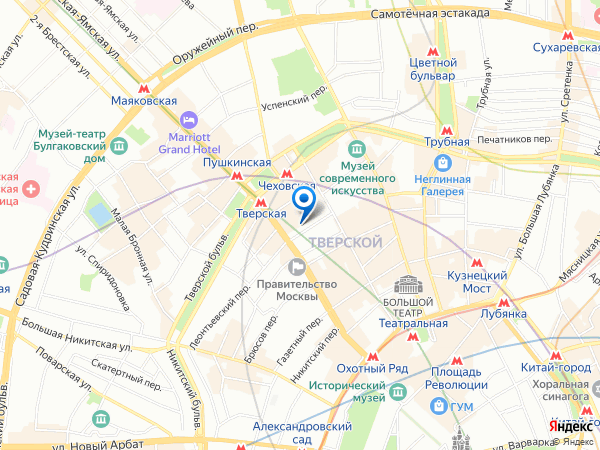 Самотёчная эстакада
2-я Брестская ул.
-Ямская ул.
Оружейный пер.
Сухаревская
Цветной
бульвар
Трубная ул.
ул. Сретенка
Маяковская
Успенский пер.
Музей-театр
Булгаковский
дом
Marriott
Grand Hotel
Трубная
Печатников пер.
Пушкинская
Музей
современного
искусства
Неглинная
Галерея
Чеховская
Тверская
ул. Большая Лубянка
Садовая-Кудринская ул.
Малая Бронная ул.
Тверской бульв.
ТВЕРСКОЙ
ул. Спиридоновка
Мясницкая ул.
Кузнецкий
Мост
Правительство
Москвы
БОЛЬШОЙ
ТЕАТР
Лубянка
Леонтьевский пер.
Брюсов пер.
Газетный пер.
Никитский пер.
Театральная
Большая Никитская ул.
Поварская ул.
Скатертный пер.
Никитский бульв.
Охотный Ряд
Площадь
Революции
Китай-город
Хоральная
синагога
Исторический
музей
ГУМ
Александровский
сад
ул. Новый Арбат
ул. Варварка
Яндекс